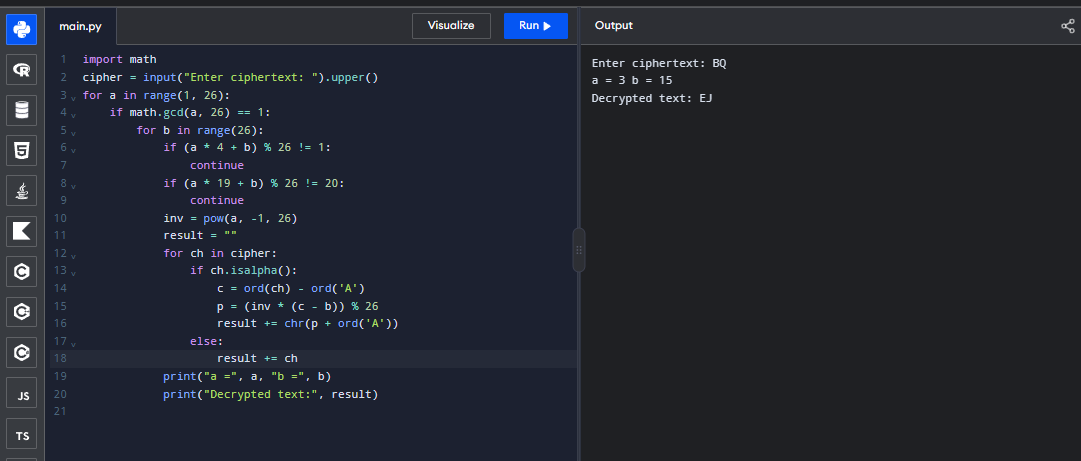 main.py
Visualize
Run
Output
1 import math
2 cipher = input("Enter ciphertext: ").upper()
3 for a in range(1, 26):
4     if math.gcd(a, 26) == 1:
5         for b in range(26):
6             if (a * 4 + b) % 26 != 1:
7                 continue
8             if (a * 19 + b) % 26 != 20:
9                 continue
10             inv = pow(a, -1, 26)
11             result = ""
12             for ch in cipher:
13                 if ch.isalpha():
14                     c = ord(ch) - ord('A')
15                     p = (inv * (c - b)) % 26
16                     result += chr(p + ord('A'))
17                 else:
18                     result += ch
19             print("a =", a, "b =", b)
20             print("Decrypted text:", result)
21
Enter ciphertext: BQ
a = 3 b = 15
Decrypted text: EJ
R
5
C
C
C
JS
TS